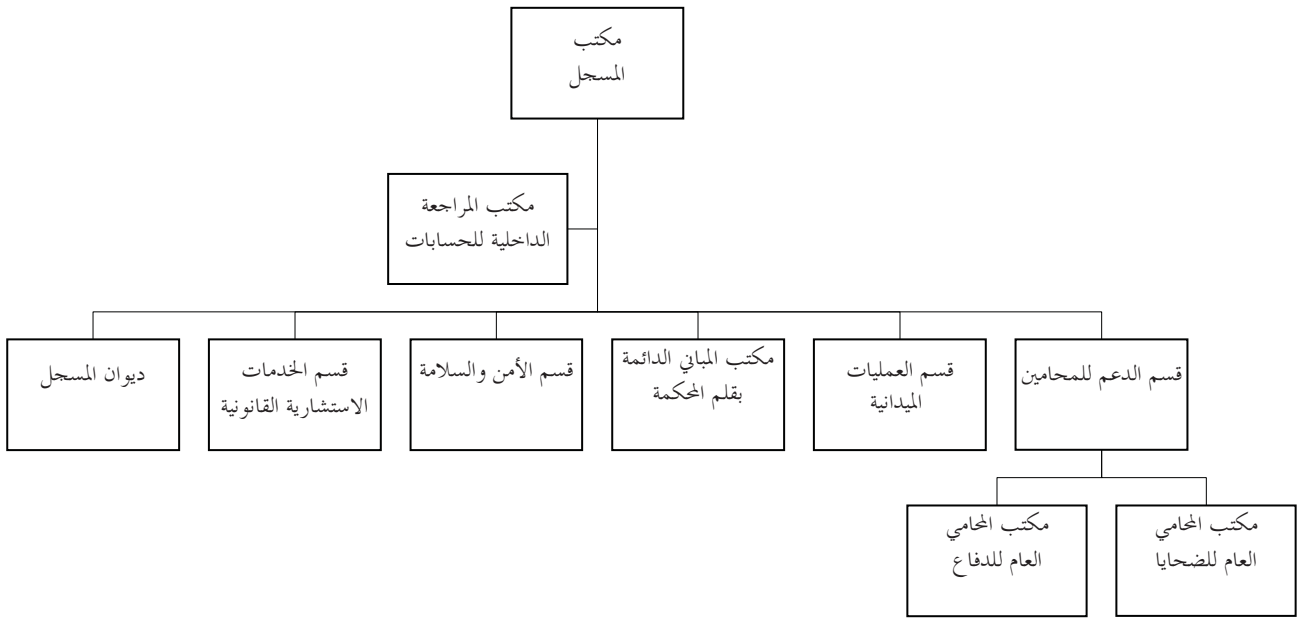 مكتب
المسجل
مكتب المراجعة
الداخلية للحسابات
قسم الدعم للمحامين
قسم العمليات
الميدانية
مكتب المباني الدائمة
بقلم المحكمة
قسم الأمن والسلامة
قسم الخدمات
الاستشارية القانونية
ديوان المسجل
مكتب المحامي
العام للضحايا
مكتب المحامي
العام للدفاع